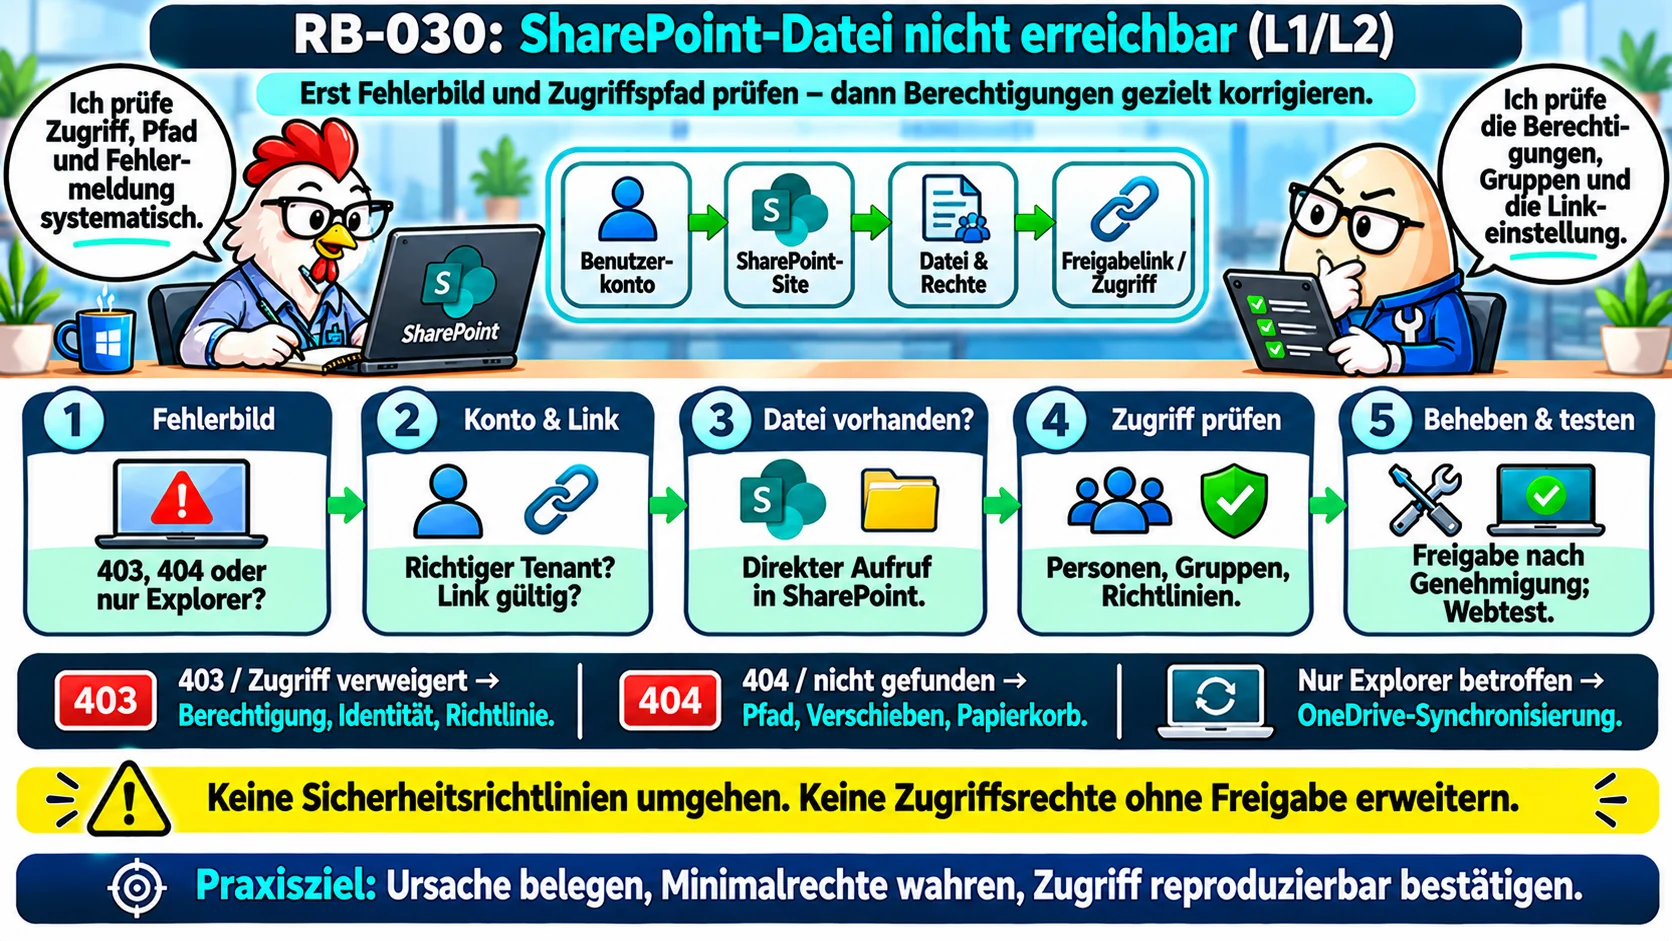 RB-030: SharePoint-Datei nicht erreichbar (L1/L2)
Erst Fehlerbild und Zugriffspfad prüfen – dann Berechtigungen gezielt korrigieren.
Ich prüfe
Zugriff, Pfad
und Fehler-
meldung
systematisch.
S
SharePoint
Benutzer-
konto
S
SharePoint-
Site
Datei &
Rechte
Freigabelink /
Zugriff
Ich prüfe
die Berechti-
gungen,
Gruppen und
die Link-
einstellung.
1 Fehlerbild
403, 404 oder
nur Explorer?
2 Konto & Link
Richtiger Tenant?
Link gültig?
3 Datei vorhanden?
S
Direkter Aufruf
in SharePoint.
4 Zugriff prüfen
Personen, Gruppen,
Richtlinien.
5 Beheben & testen
Freigabe nach
Genehmigung;
Webtest.
403
403 / Zugriff verweigert →
Berechtigung, Identität, Richtlinie.
404
404 / nicht gefunden →
Pfad, Verschieben, Papierkorb.
Nur Explorer betroffen →
OneDrive-Synchronisierung.
Keine Sicherheitsrichtlinien umgehen. Keine Zugriffsrechte ohne Freigabe erweitern.
Praxisziel: Ursache belegen, Minimalrechte wahren, Zugriff reproduzierbar bestätigen.